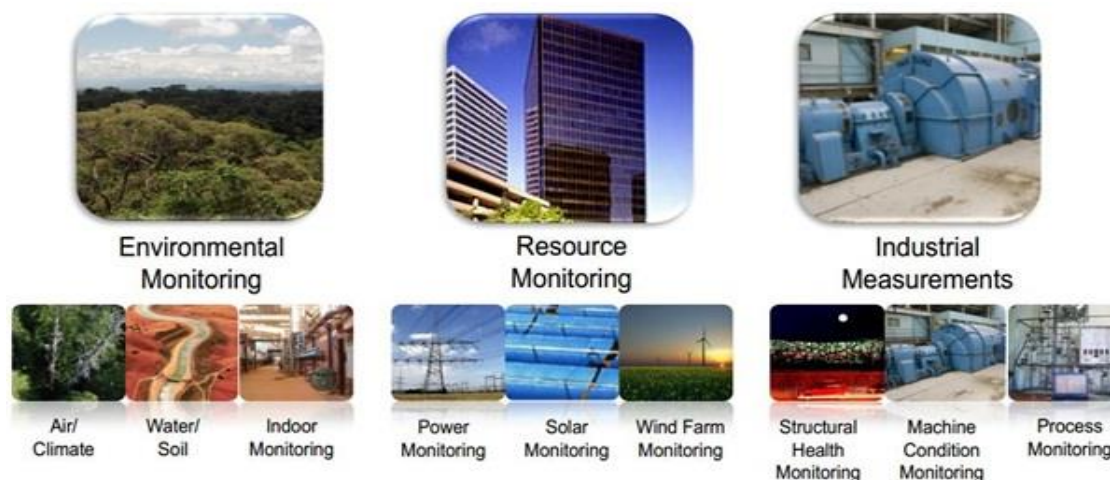 Environmental
Monitoring
Resource
Monitoring
Industrial
Measurements
Air/
Climate
Water/
Soil
Indoor
Monitoring
Power
Monitoring
Solar
Monitoring
Wind Farm
Monitoring
Structural
Health
Monitoring
Machine
Condition
Monitoring
Process
Monitoring